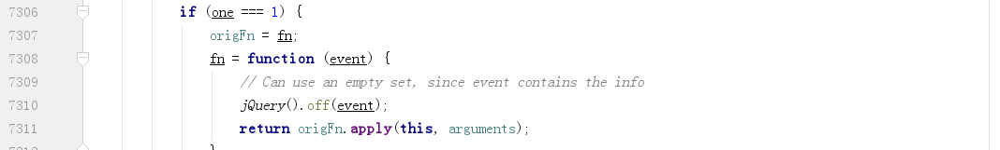 7306 if (one === 1) {
7307 origFn = fn;
7308 fn = function (event) {
7309 // Can use an empty set, since event contains the info
7310 jQuery().off(event);
7311 return origFn.apply(this, arguments);